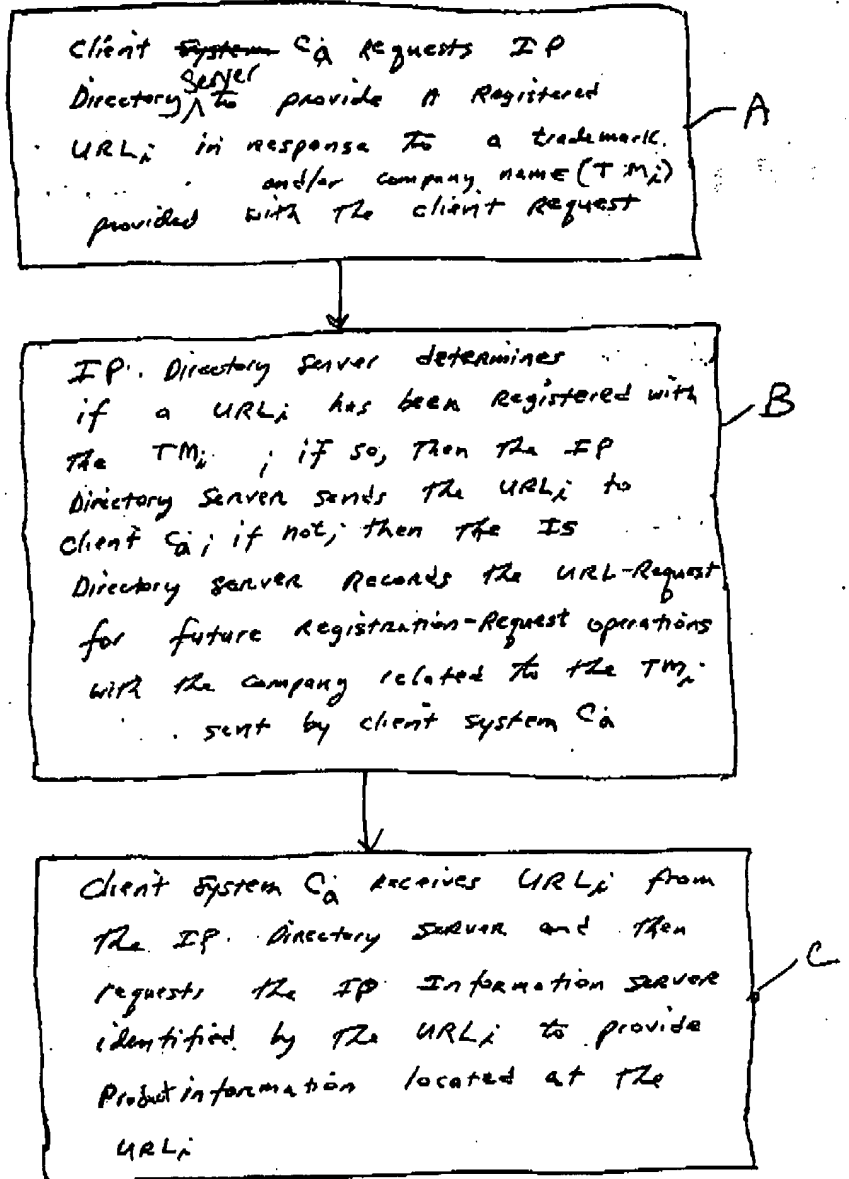 Client System Ca Requests IP
Directory Server to provide A Registered
URLi in response to a trademark
and/or company name (TMi)
provided with the client Request
A
IP. Directory Server determines
if a URLi has been Registered with
the TMi ; if so, then the IP
Directory Server sends the URLi to
client Ca ; if not, then the IS
Directory Server Records the URL-Request
for future Registration-Request operations
with the company related to the TMi
sent by client system Ca
B
Client System Ca Receives URLi from
the IP. Directory Server and then
requests the IP Information Server
identified by the URLi to provide
Product information located at the
URLi
C